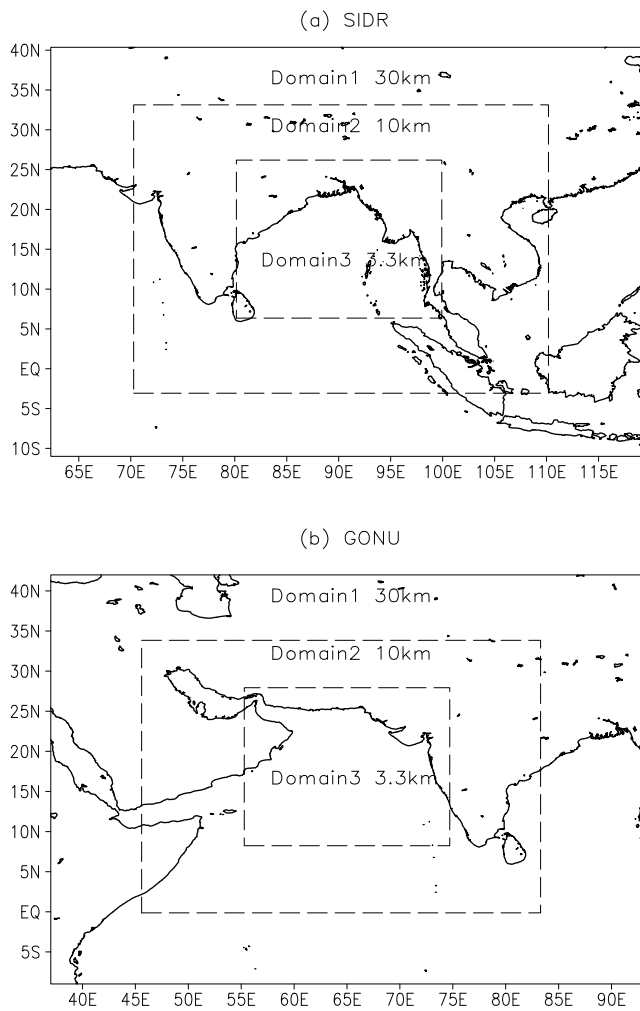 (a) SIDR
40N
Domain1 30km
35N
30N
Domain2 10km
25N
20N
15N
Domain3 3.3km
10N
5N
EQ
5S
10S
65E 70E 75E 80E 85E 90E 95E 100E 105E 110E 115E
(b) GONU
40N
Domain1 30km
35N
Domain2 10km
30N
25N
20N
Domain3 3.3km
15N
10N
5N
EQ
5S
40E 45E 50E 55E 60E 65E 70E 75E 80E 85E 90E